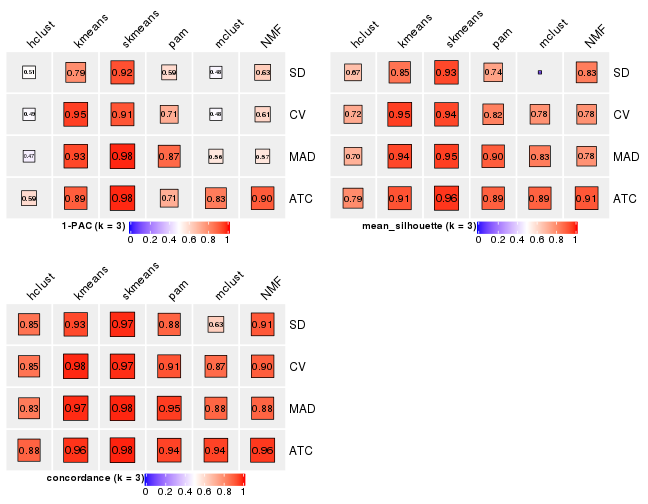 hclust kmeans skmeans pam mclust NMF
0.51 0.79 0.92 0.59 0.48 0.63 SD
0.49 0.95 0.91 0.71 0.48 0.61 CV
0.47 0.93 0.98 0.87 0.56 0.57 MAD
0.59 0.89 0.98 0.71 0.83 0.90 ATC
1-PAC (k = 3)
0 0.2 0.4 0.6 0.8 1
hclust kmeans skmeans pam mclust NMF
0.67 0.85 0.93 0.74 0.83 SD
0.72 0.95 0.94 0.82 0.78 0.78 CV
0.70 0.94 0.95 0.90 0.83 0.78 MAD
0.79 0.91 0.96 0.89 0.89 0.91 ATC
mean_silhouette (k = 3)
0 0.2 0.4 0.6 0.8 1
hclust kmeans skmeans pam mclust NMF
0.85 0.93 0.97 0.88 0.63 0.91 SD
0.85 0.98 0.97 0.91 0.87 0.90 CV
0.83 0.97 0.98 0.95 0.88 0.88 MAD
0.88 0.96 0.98 0.94 0.94 0.96 ATC
concordance (k = 3)
0 0.2 0.4 0.6 0.8 1